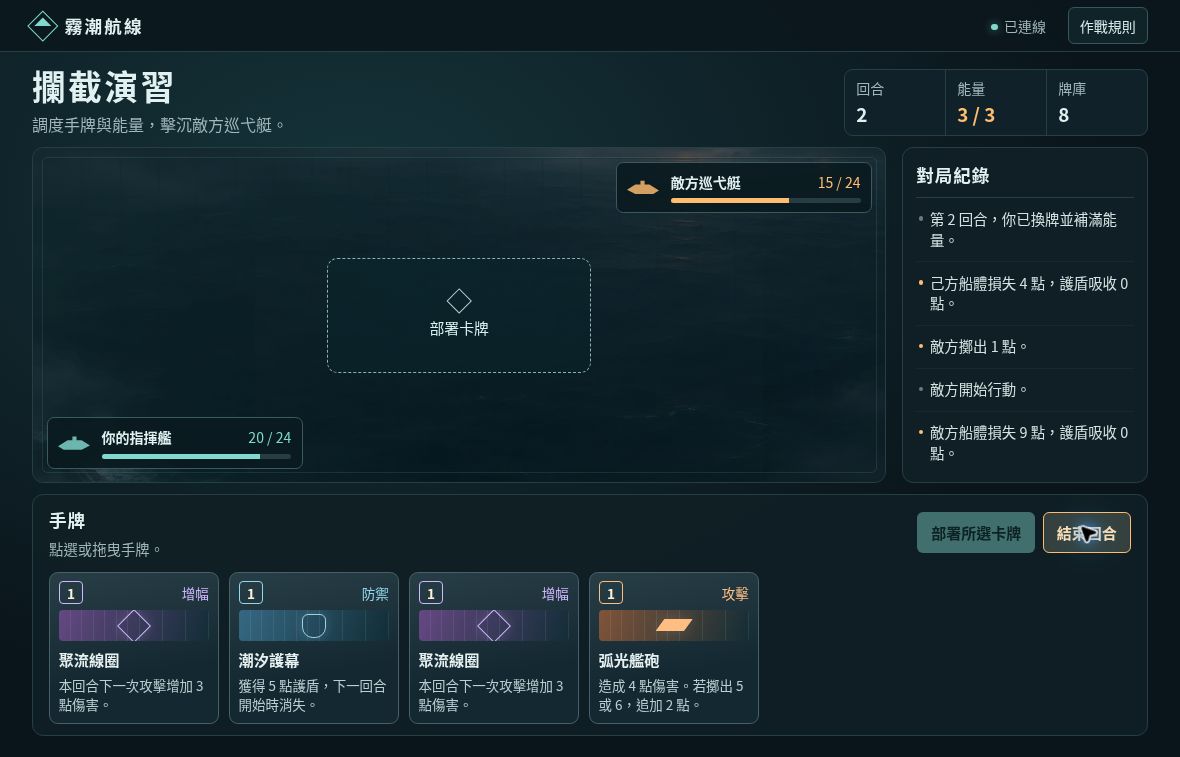 霧潮航線
已連線
作戰規則
攔截演習
調度手牌與能量，擊沉敵方巡弋艇。
回合
2
能量
3 / 3
牌庫
8
敵方巡弋艇
15 / 24
部署卡牌
你的指揮艦
20 / 24
對局紀錄
第 2 回合，你已換牌並補滿能
量。
己方船體損失 4 點，護盾吸收 0
點。
敵方擲出 1 點。
敵方開始行動。
敵方船體損失 9 點，護盾吸收 0
點。
手牌
點選或拖曳手牌。
部署所選卡牌
結束回合
1
增幅
聚流線圈
本回合下一次攻擊增加 3
點傷害。
1
防禦
潮汐護幕
獲得 5 點護盾，下一回合
開始時消失。
1
增幅
聚流線圈
本回合下一次攻擊增加 3
點傷害。
1
攻擊
弧光艦砲
造成 4 點傷害。若擲出 5
或 6，追加 2 點。